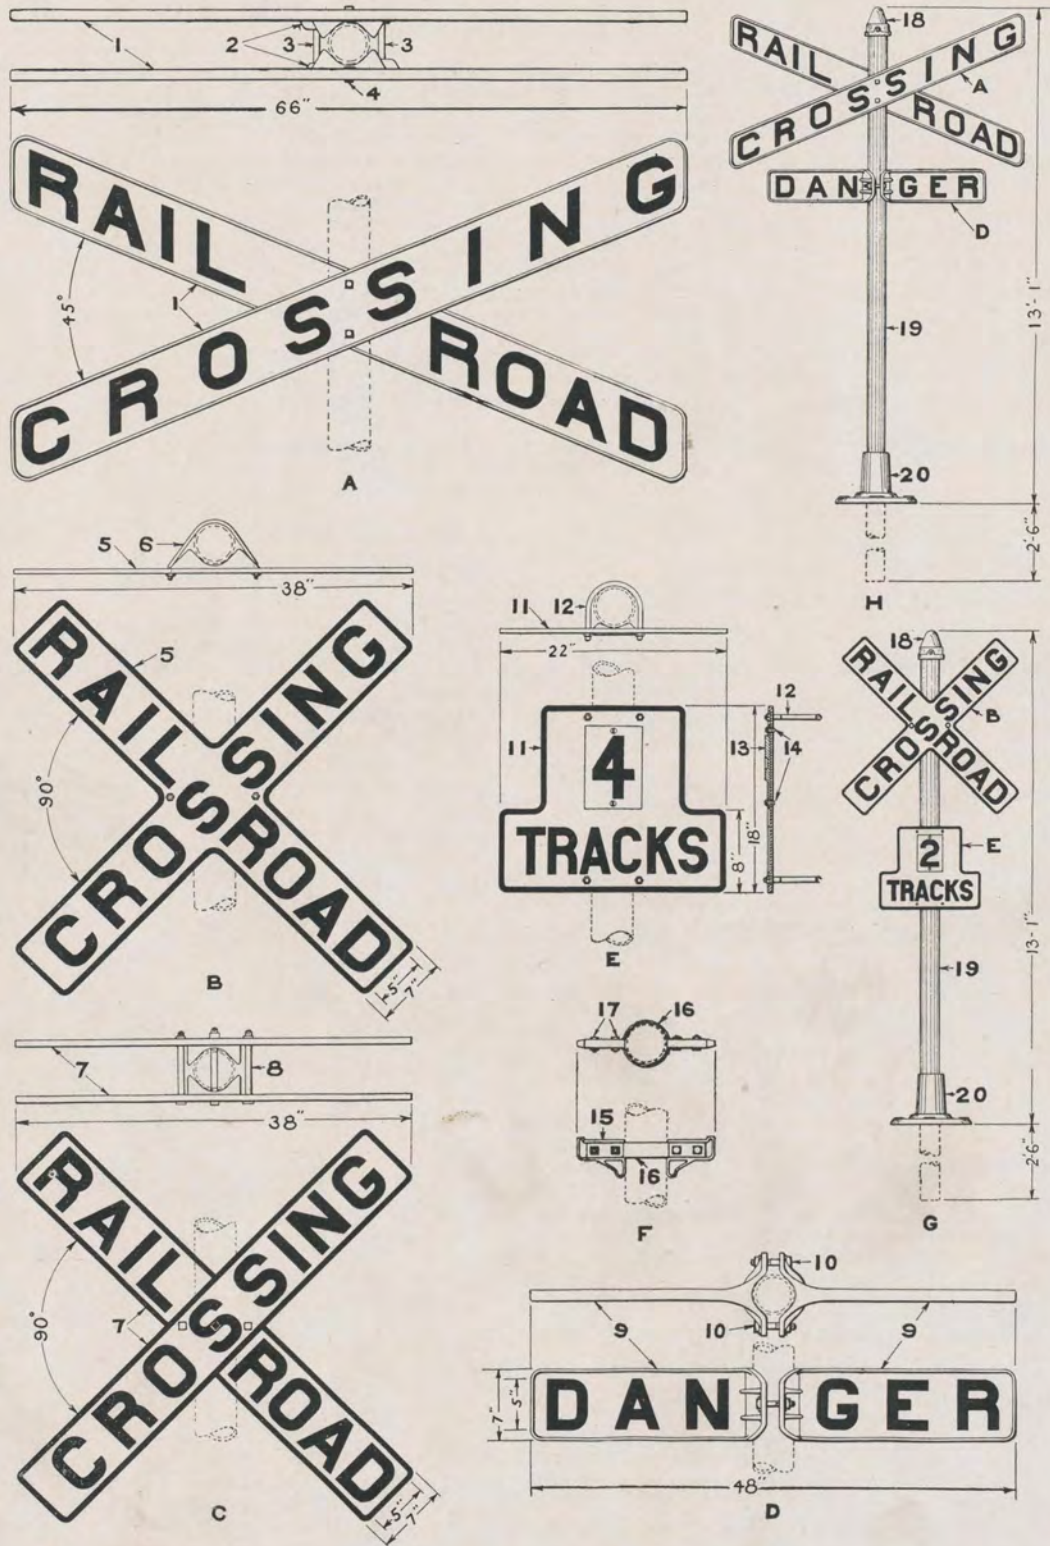 1
2
3
3
4
66"
RAIL
ROAD
CROSSING
45°
1
A
18
RAIL
ROAD
CROSSING
A
DANGER
D
19
20
13'-1"
2'-6"
H
5
6
38"
RAIL
ROAD
CROSSING
5
90°
5"
7"
B
11
12
22"
11
4
TRACKS
12
13
14
18"
8"
E
18
RAIL
ROAD
CROSSING
B
2
TRACKS
E
19
20
13-1"
2'6"
G
7
8
38"
RAIL
ROAD
CROSSING
7
90°
5"
7"
C
17
16
15
16
F
10
10
9
9
DANGER
7"
5"
48"
D